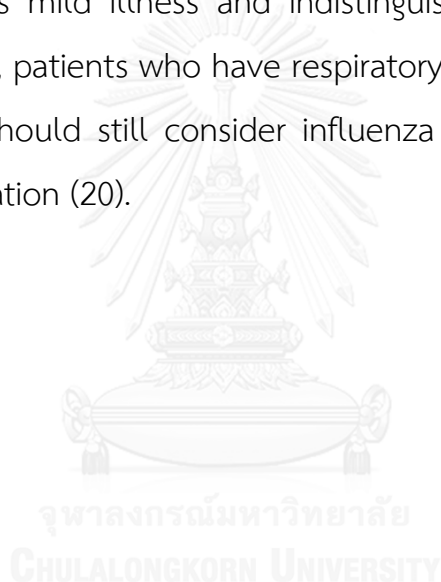 s mild illness and indistinguis
, patients who have respiratory
hould still consider influenza
ation (20).
จุฬาลงกรณ์มหาวิทยาลัย
CHULALONGKORN UNIVERSITY